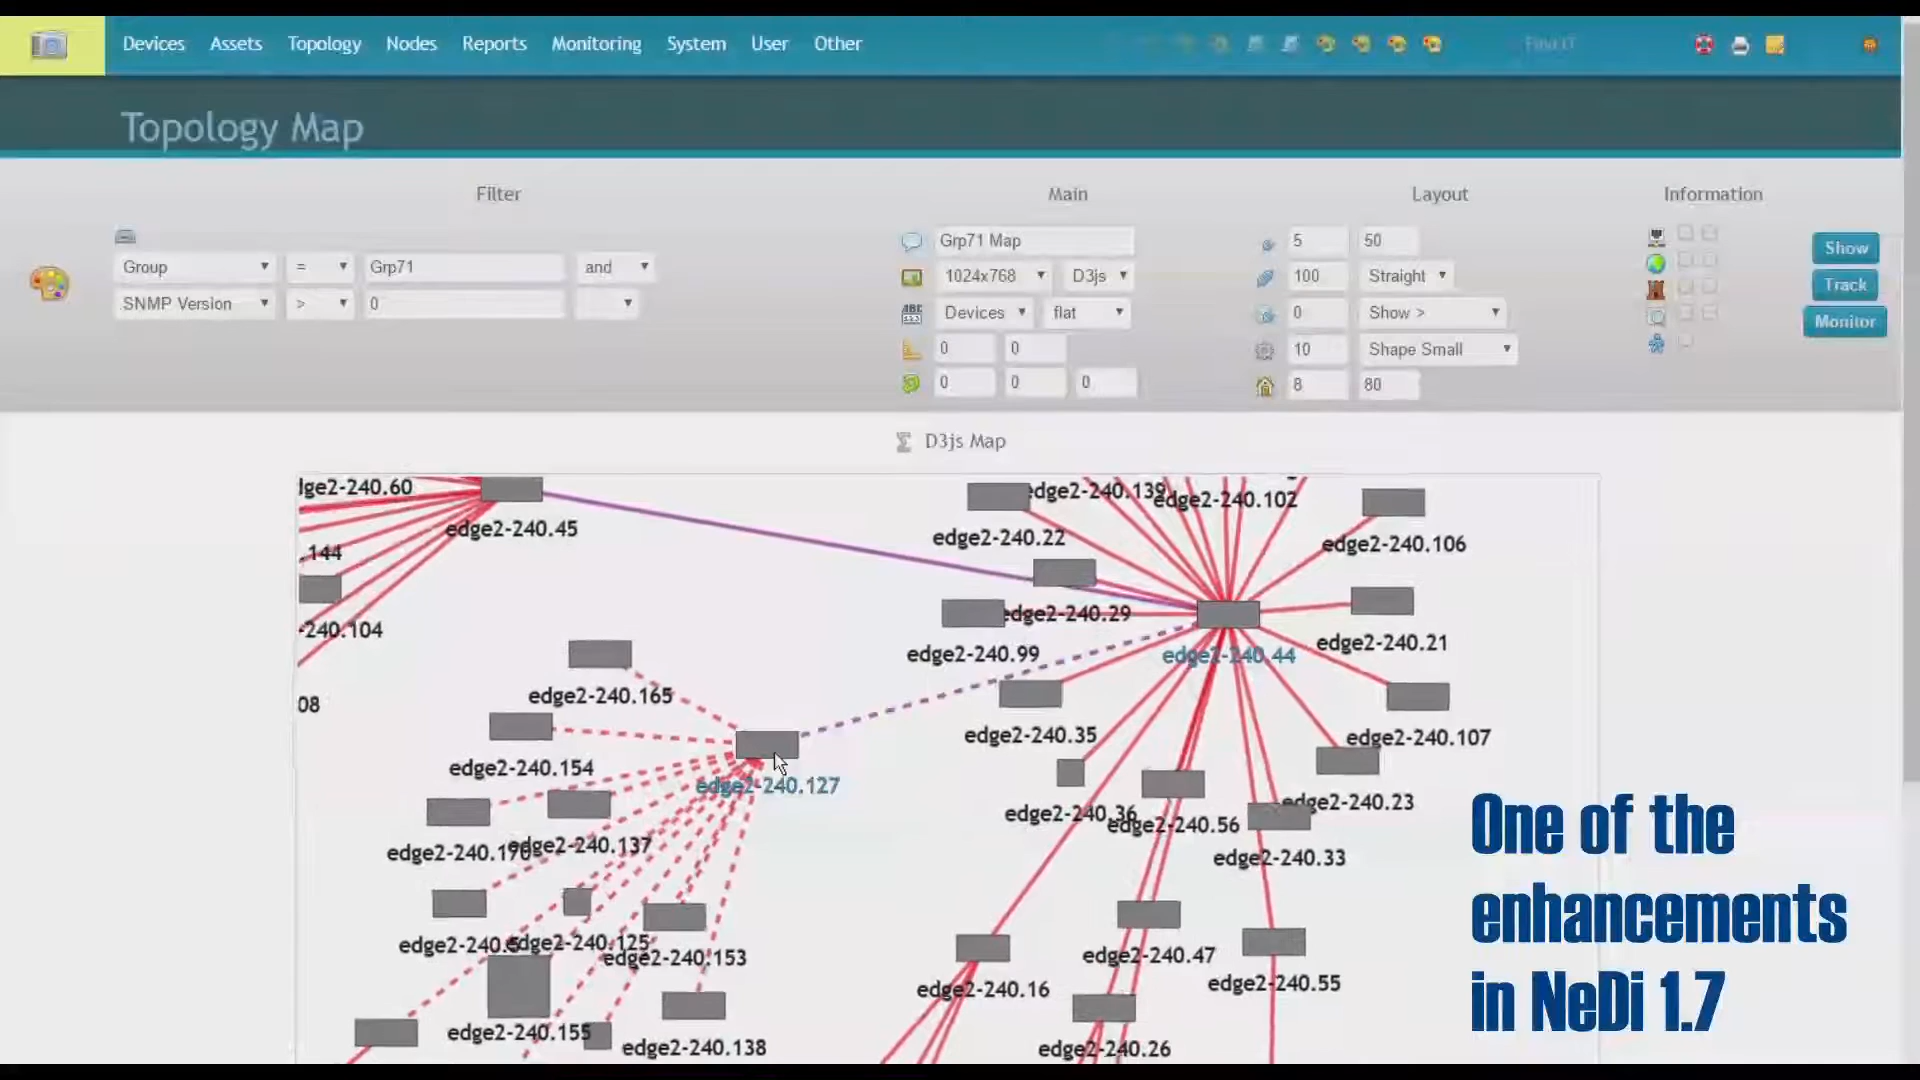 Devices Assets Topology Nodes Reports Monitoring System User Other Find IT
Topology Map
Filter Main Layout Information
Group = Grp71 and
SNMP Version > 0
Grp71 Map
1024x768 D3js
Devices flat
0 0
0 0 0
5 50
100 Straight
0 Show >
10 Shape Small
8 80
Show
Track
Monitor
D3js Map
dge2-240.60
edge2-240.45
.144
-240.104
08
edge2-240.139
edge2-240.102
edge2-240.22
edge2-240.106
edge2-240.29
edge2-240.99
edge2-240.44
edge2-240.21
edge2-240.165
edge2-240.35
edge2-240.107
edge2-240.154
edge2-240.127
edge2-240.36
edge2-240.56
edge2-240.23
edge2-240.137
edge2-240.33
edge2-240.125
edge2-240.153
edge2-240.47
edge2-240.55
edge2-240.16
edge2-240.155
edge2-240.138
edge2-240.26
One of the
enhancements
in NeDi 1.7